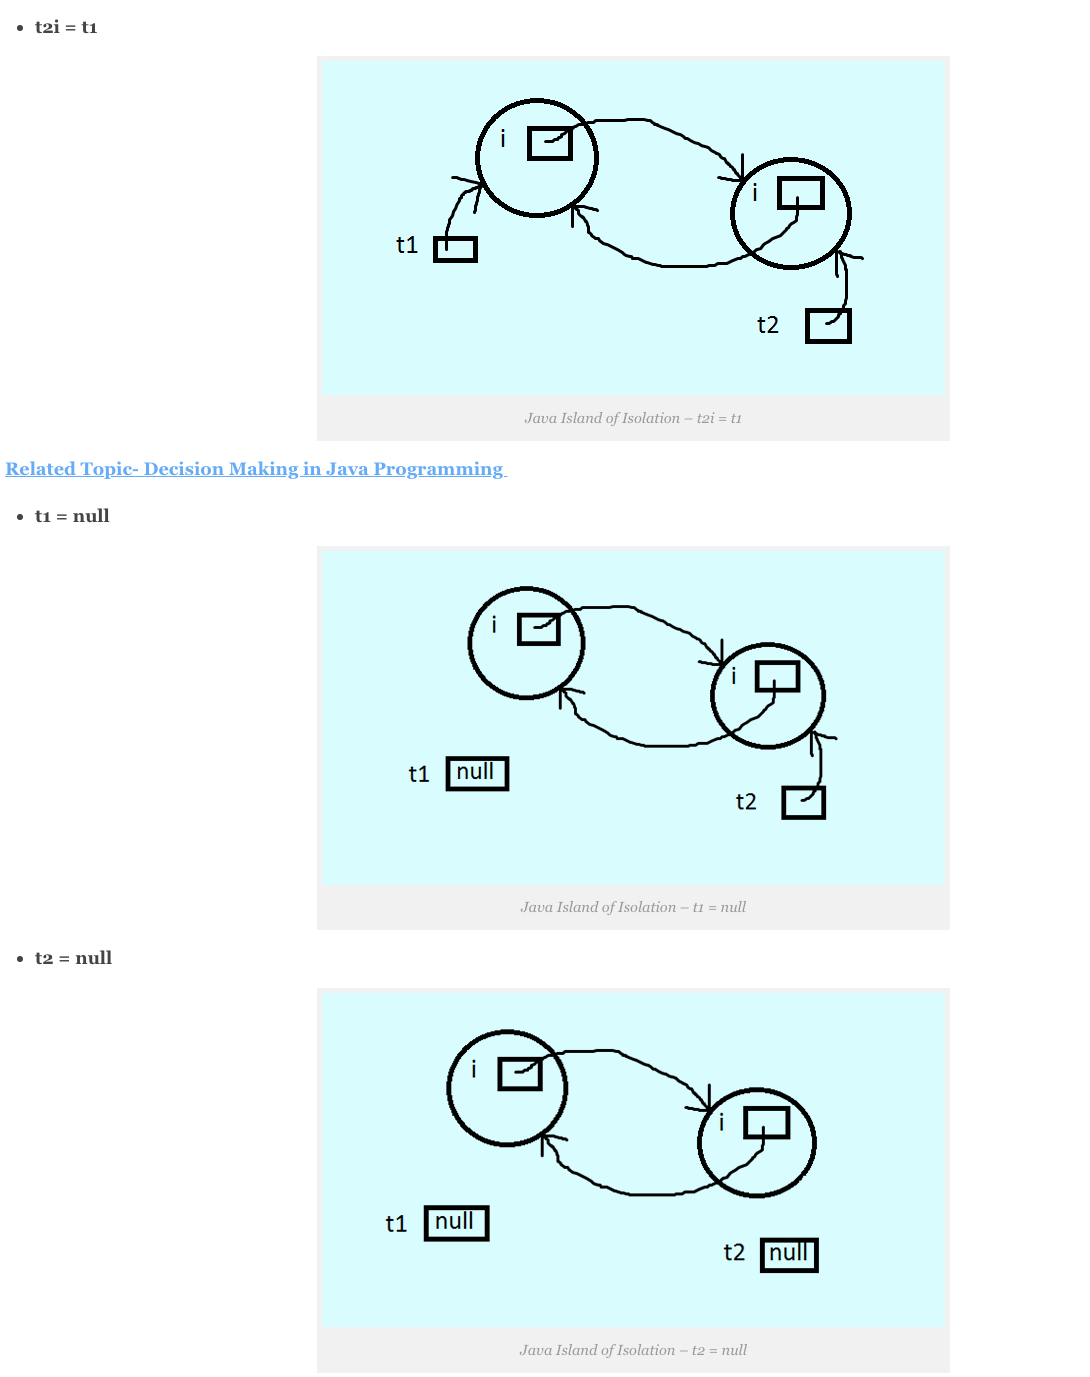 t2i = t1
i
i
t1
t2
Java Island of Isolation – t2i = t1
Related Topic- Decision Making in Java Programming
t1 = null
i
i
t1 null
t2
Java Island of Isolation – t1 = null
t2 = null
i
i
t1 null
t2 null
Java Island of Isolation – t2 = null